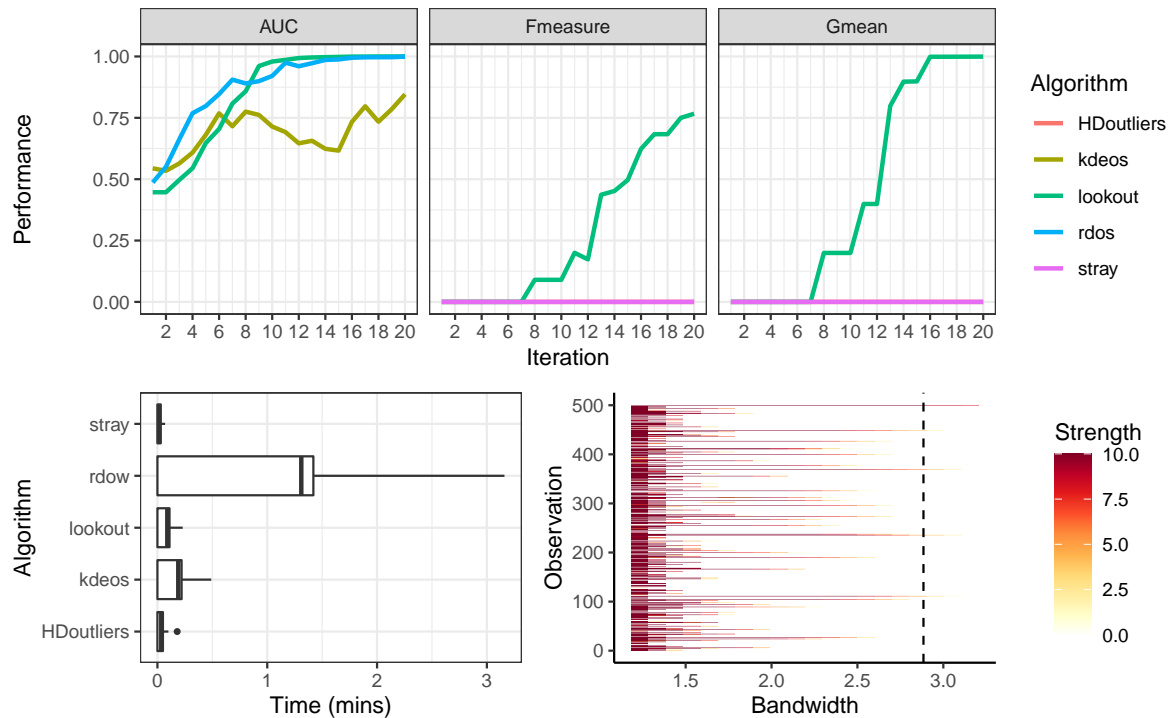 AUC
Fmeasure
Gmean
1.00
0.75
0.50
0.25
0.00
Performance
2 4 6 8 10 12 14 16 18 20
2 4 6 8 10 12 14 16 18 20
2 4 6 8 10 12 14 16 18 20
Iteration
Algorithm
HDoutliers
kdeos
lookout
rdos
stray
stray
rdow
lookout
kdeos
HDoutliers
Algorithm
0 1 2 3
Time (mins)
500
400
300
200
100
0
Observation
1.5 2.0 2.5 3.0
Bandwidth
Strength
10.0
7.5
5.0
2.5
0.0